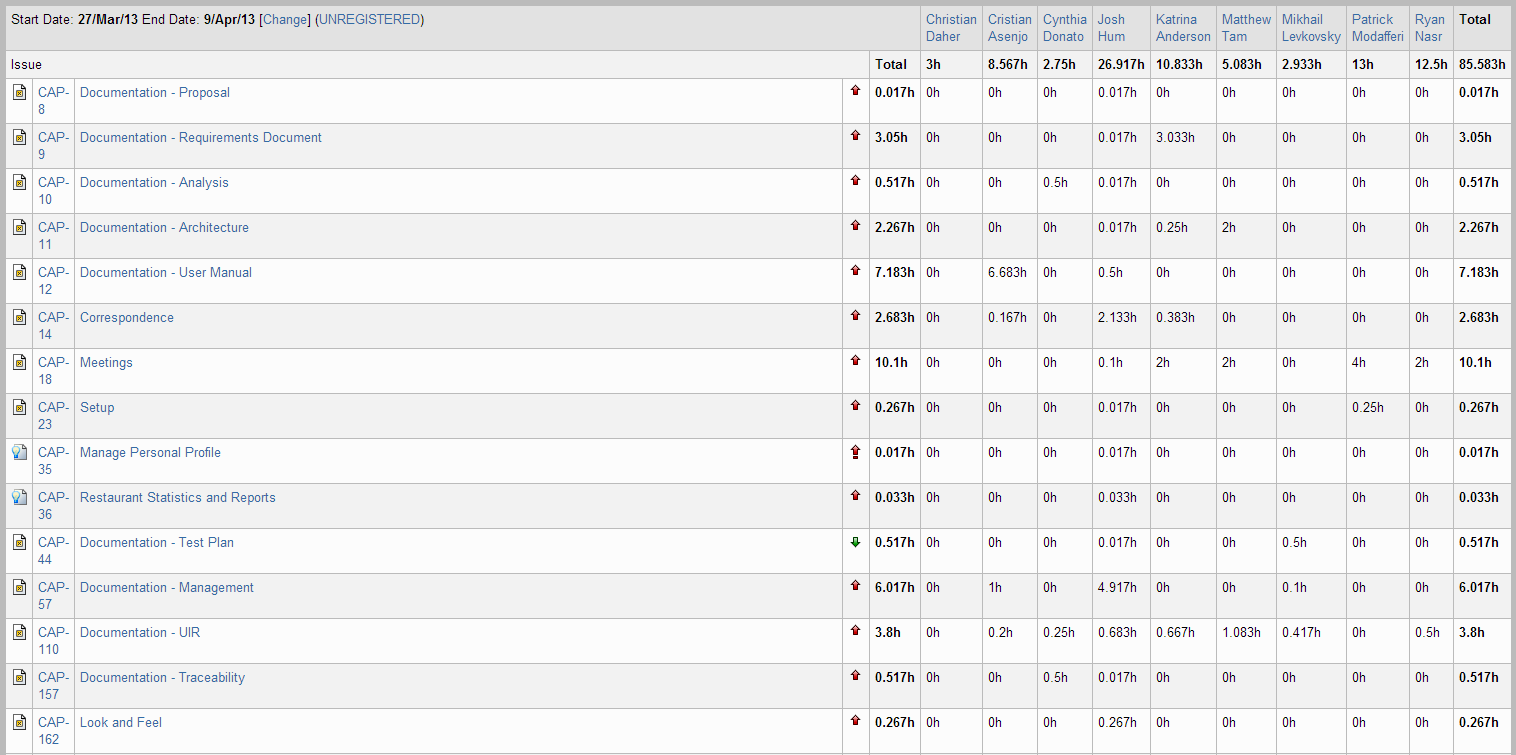 Start Date: 27/Mar/13 End Date: 9/Apr/13 [Change] (UNREGISTERED) Christian Daher Cristian Asenjo Cynthia Donato Josh Hum Katrina Anderson Matthew Tam Mikhail Levkovsky Patrick Modafferi Ryan Nasr Total
Issue Total 3h 8.567h 2.75h 26.917h 10.833h 5.083h 2.933h 13h 12.5h 85.583h
CAP-8 Documentation - Proposal 0.017h 0h 0h 0h 0.017h 0h 0h 0h 0h 0h 0.017h
CAP-9 Documentation - Requirements Document 3.05h 0h 0h 0h 0.017h 3.033h 0h 0h 0h 0h 3.05h
CAP-10 Documentation - Analysis 0.517h 0h 0h 0.5h 0.017h 0h 0h 0h 0h 0h 0.517h
CAP-11 Documentation - Architecture 2.267h 0h 0h 0h 0.017h 0.25h 2h 0h 0h 0h 2.267h
CAP-12 Documentation - User Manual 7.183h 0h 6.683h 0h 0.5h 0h 0h 0h 0h 0h 7.183h
CAP-14 Correspondence 2.683h 0h 0.167h 0h 2.133h 0.383h 0h 0h 0h 0h 2.683h
CAP-18 Meetings 10.1h 0h 0h 0h 0.1h 2h 2h 0h 4h 2h 10.1h
CAP-23 Setup 0.267h 0h 0h 0h 0.017h 0h 0h 0h 0.25h 0h 0.267h
CAP-35 Manage Personal Profile 0.017h 0h 0h 0h 0.017h 0h 0h 0h 0h 0h 0.017h
CAP-36 Restaurant Statistics and Reports 0.033h 0h 0h 0h 0.033h 0h 0h 0h 0h 0h 0.033h
CAP-44 Documentation - Test Plan 0.517h 0h 0h 0h 0.017h 0h 0h 0.5h 0h 0h 0.517h
CAP-57 Documentation - Management 6.017h 0h 1h 0h 4.917h 0h 0h 0.1h 0h 0h 6.017h
CAP-110 Documentation - UIR 3.8h 0h 0.2h 0.25h 0.683h 0.667h 1.083h 0.417h 0h 0.5h 3.8h
CAP-157 Documentation - Traceability 0.517h 0h 0h 0.5h 0.017h 0h 0h 0h 0h 0h 0.517h
CAP-162 Look and Feel 0.267h 0h 0h 0h 0.267h 0h 0h 0h 0h 0h 0.267h